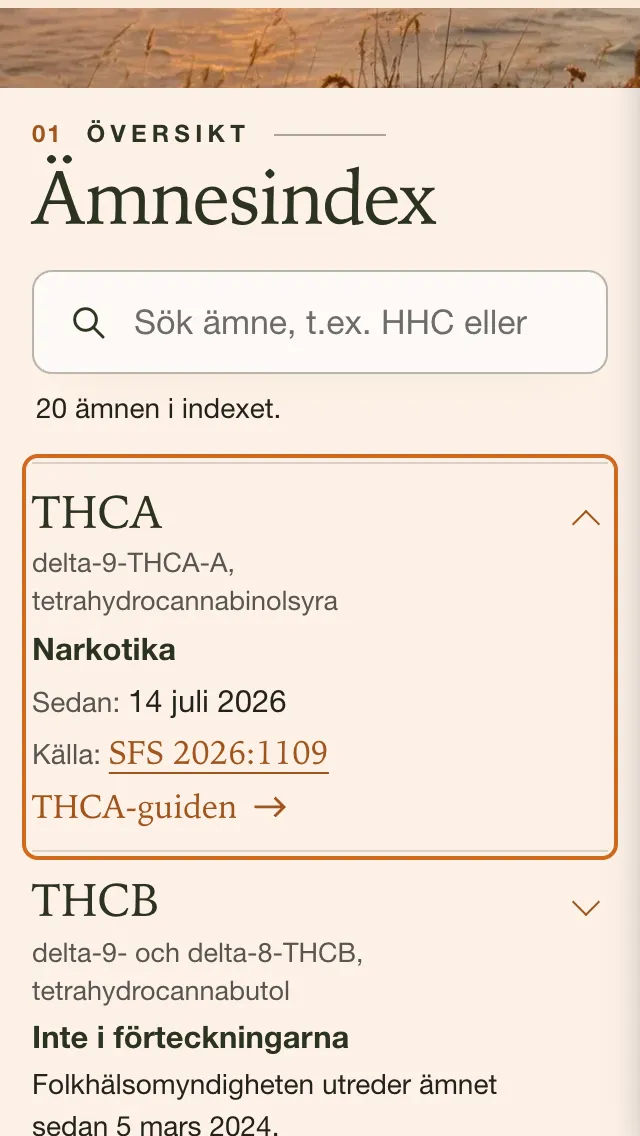 01 ÖVERSIKT
Ämnesindex
Sök ämne, t.ex. HHC eller
20 ämnen i indexet.
THCA
delta-9-THCA-A,
tetrahydrocannabinolsyra
Narkotika
Sedan: 14 juli 2026
Källa: SFS 2026:1109
THCA-guiden →
THCB
delta-9- och delta-8-THCB,
tetrahydrocannabutol
Inte i förteckningarna
Folkhälsomyndigheten utreder ämnet
sedan 5 mars 2024.